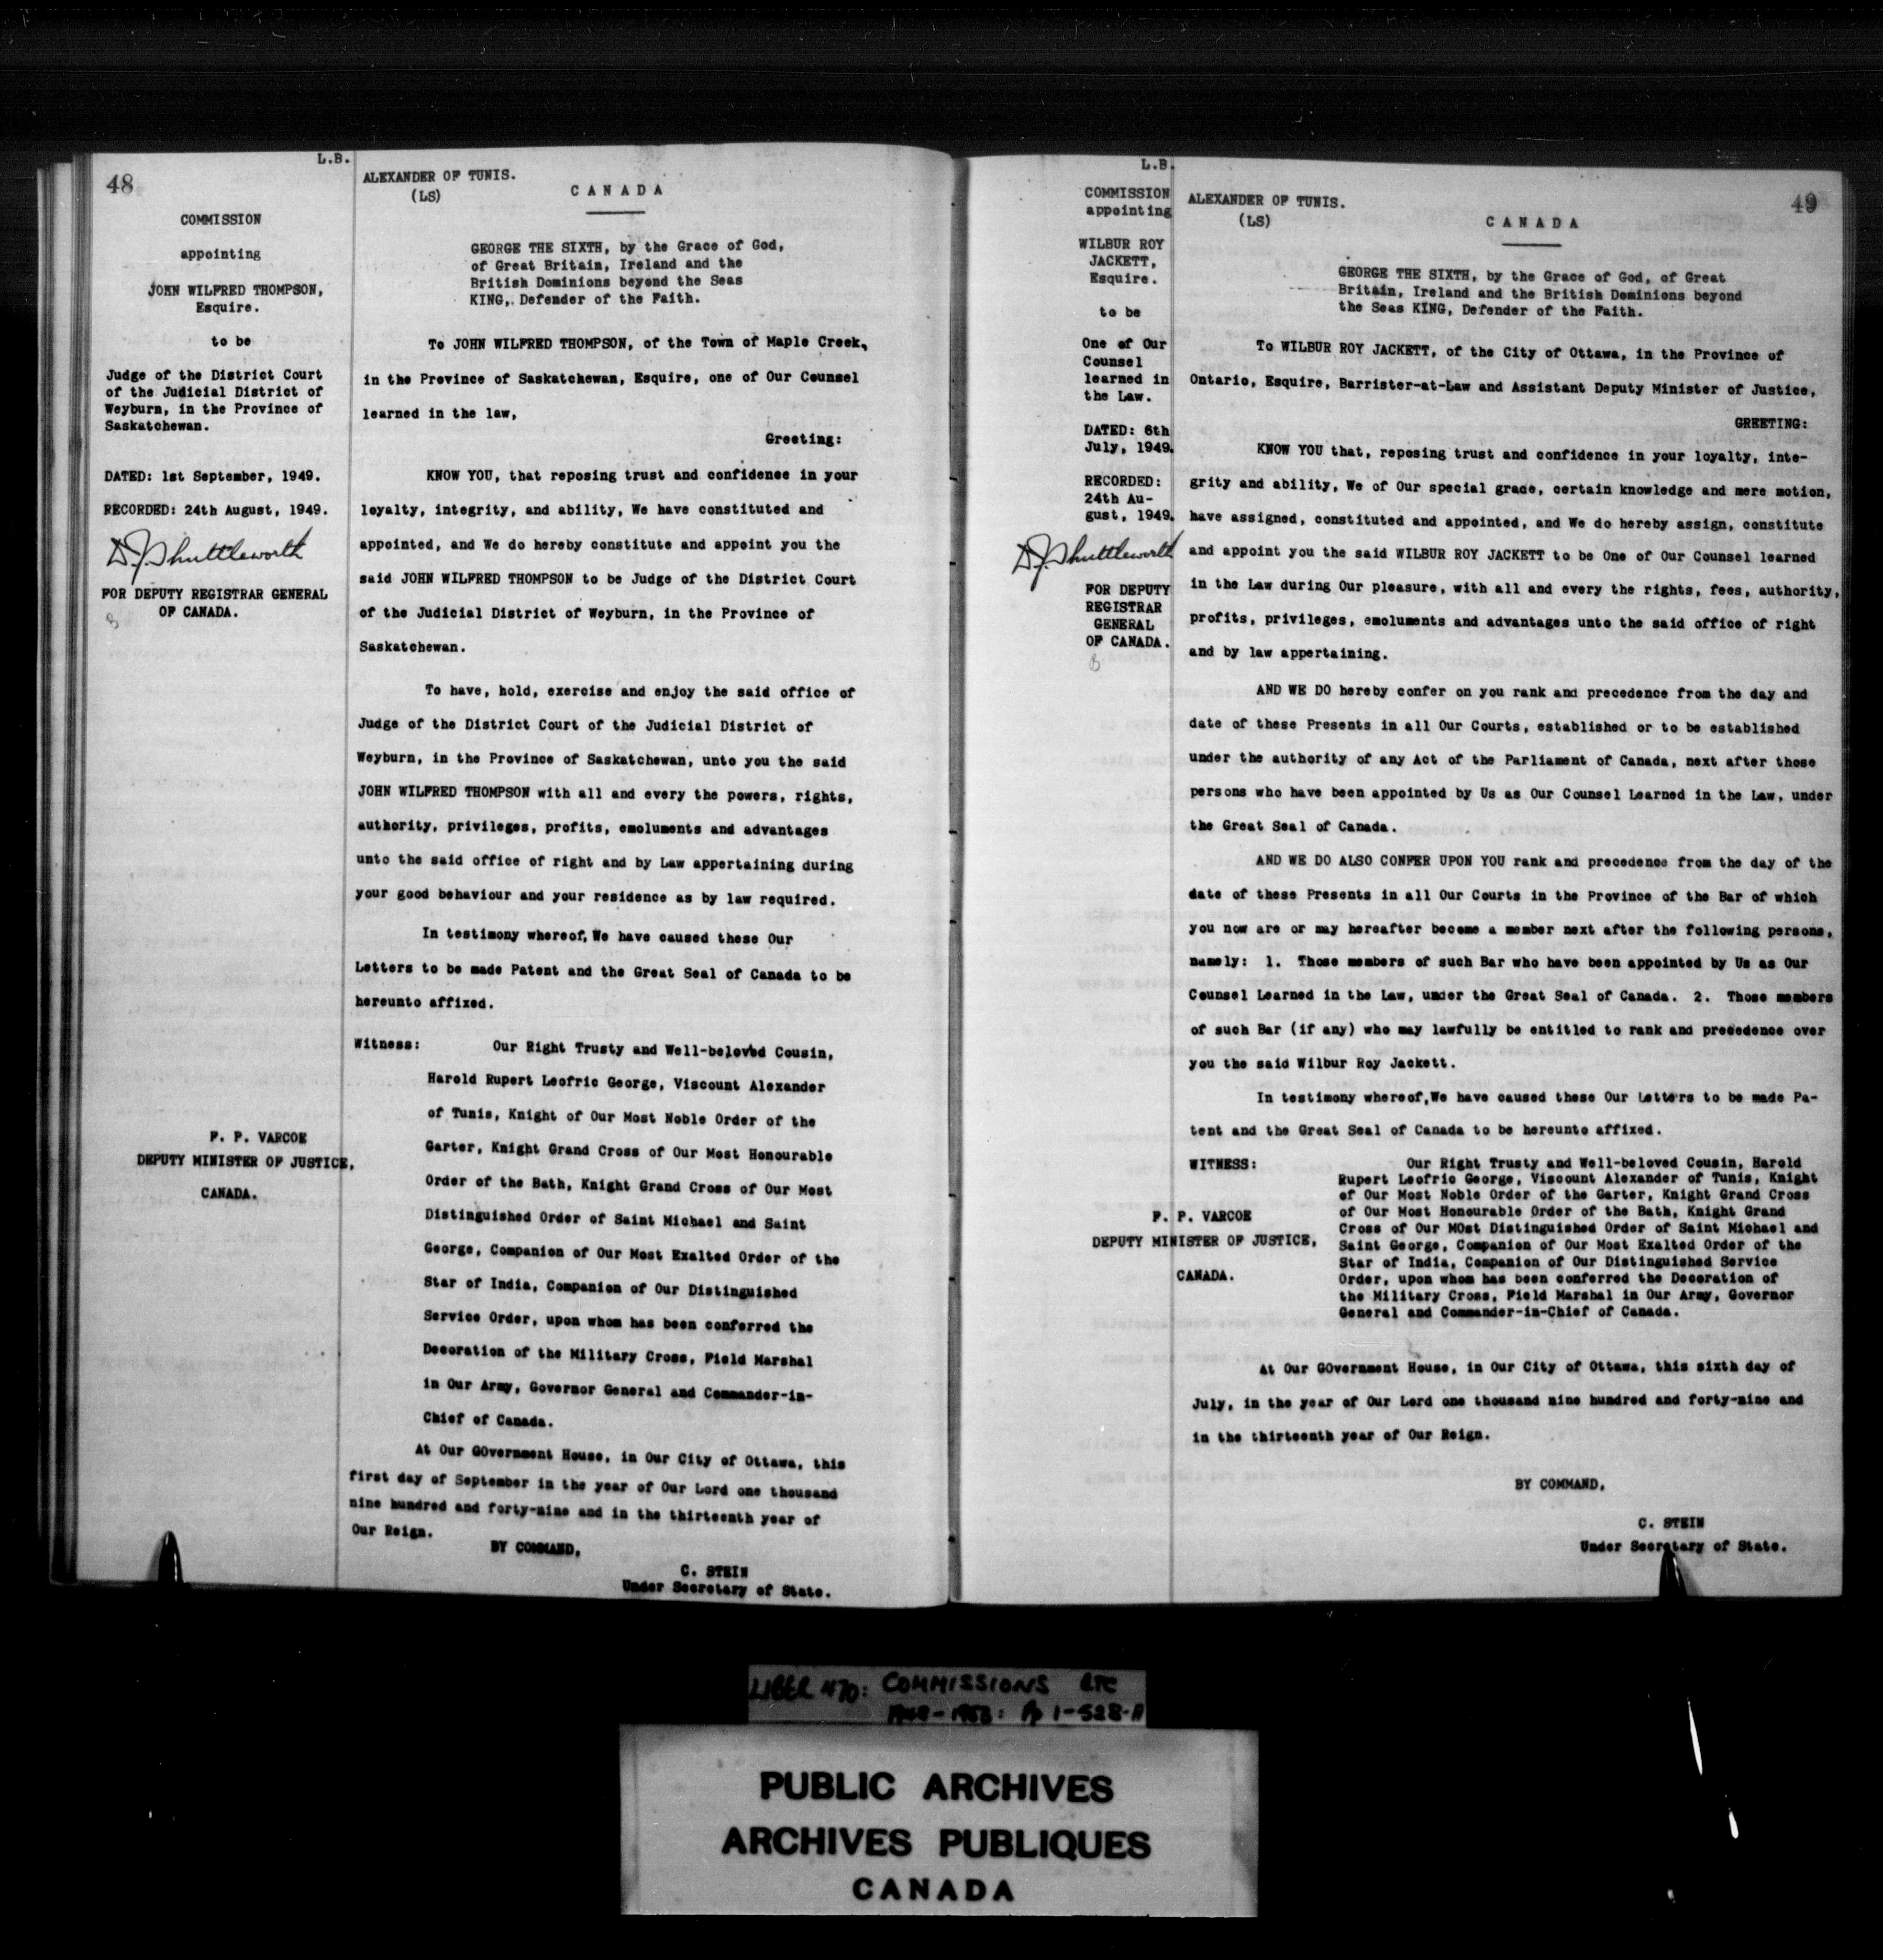 48
L.B.
COMMISSION
appointing
JOHN WILFRED THOMPSON,
Esquire.
to be
Judge of the District Court
of the Judicial District of
Weyburn, in the Province of
Saskatchewan.
DATED: 1st September, 1949.
RECORDED: 24th August, 1949.
D.J. Shuttleworth
FOR DEPUTY REGISTRAR GENERAL
OF CANADA.
B
F. P. VARCOE
DEPUTY MINISTER OF JUSTICE,
CANADA.
ALEXANDER OF TUNIS.
(LS)
CANADA
GEORGE THE SIXTH, by the Grace of God,
of Great Britain, Ireland and the
British Dominions beyond the Seas
KING, Defender of the Faith.
To JOHN WILFRED THOMPSON, of the Town of Maple Creek,
in the Province of Saskatchewan, Esquire, one of Our Counsel
learned in the law,
Greeting:
KNOW YOU, that reposing trust and confidence in your
loyalty, integrity, and ability, We have constituted and
appointed, and We do hereby constitute and appoint you the
said JOHN WILFRED THOMPSON to be Judge of the District Court
of the Judicial District of Weyburn, in the Province of
Saskatchewan.
To have, hold, exercise and enjoy the said office of
Judge of the District Court of the Judicial District of
Weyburn, in the Province of Saskatchewan, unto you the said
JOHN WILFRED THOMPSON with all and every the powers, rights,
authority, privileges, profits, emoluments and advantages
unto the said office of right and by Law appertaining during
your good behaviour and your residence as by law required.
In testimony whereof, We have caused these Our
Letters to be made Patent and the Great Seal of Canada to be
hereunto affixed.
Witness: Our Right Trusty and Well-beloved Cousin,
Harold Rupert Leofric George, Viscount Alexander
of Tunis, Knight of Our Most Noble Order of the
Garter, Knight Grand Cross of Our Most Honourable
Order of the Bath, Knight Grand Cross of Our Most
Distinguished Order of Saint Michael and Saint
George, Companion of Our Most Exalted Order of the
Star of India, Companion of Our Distinguished
Service Order, upon whom has been conferred the
Decoration of the Military Cross, Field Marshal
in Our Army, Governor General and Commander-in-
Chief of Canada.
At Our GOvernment House, in Our City of Ottawa, this
first day of September in the year of Our Lord one thousand
nine hundred and forty-nine and in the thirteenth year of
Our Reign.
BY COMMAND,
C. STEIN
Under Secretary of State.
L.B.
COMMISSION
appointing
WILBUR ROY
JACKETT,
Esquire.
to be
One of Our
Counsel
learned in
the Law.
DATED: 6th
July, 1949.
RECORDED:
24th Au-
gust, 1949.
D.J. Shuttleworth
FOR DEPUTY
REGISTRAR
GENERAL
OF CANADA.
B
F. P. VARCOE
DEPUTY MINISTER OF JUSTICE,
CANADA.
49
ALEXANDER OF TUNIS.
(LS)
CANADA
GEORGE THE SIXTH, by the Grace of God, of Great
Britain, Ireland and the British Dominions beyond
the Seas KING, Defender of the Faith.
To WILBUR ROY JACKETT, of the City of Ottawa, in the Province of
Ontario, Esquire, Barrister-at-Law and Assistant Deputy Minister of Justice,
GREETING:
KNOW YOU that, reposing trust and confidence in your loyalty, inte-
grity and ability, We of Our special grace, certain knowledge and mere motion,
have assigned, constituted and appointed, and We do hereby assign, constitute
and appoint you the said WILBUR ROY JACKETT to be One of Our Counsel learned
in the Law during Our pleasure, with all and every the rights, fees, authority,
profits, privileges, emoluments and advantages unto the said office of right
and by law appertaining.
AND WE DO hereby confer on you rank and precedence from the day and
date of these Presents in all Our Courts, established or to be established
under the authority of any Act of the Parliament of Canada, next after those
persons who have been appointed by Us as Our Counsel Learned in the Law, under
the Great Seal of Canada.
AND WE DO ALSO CONFER UPON YOU rank and precedence from the day of the
date of these Presents in all Our Courts in the Province of the Bar of which
you now are or may hereafter become a member next after the following persons,
namely: 1. Those members of such Bar who have been appointed by Us as Our
Counsel Learned in the Law, under the Great Seal of Canada. 2. Those members
of such Bar (if any) who may lawfully be entitled to rank and precedence over
you the said Wilbur Roy Jackett.
In testimony whereof, We have caused these Our Letters to be made Pa-
tent and the Great Seal of Canada to be hereunto affixed.
WITNESS: Our Right Trusty and Well-beloved Cousin, Harold
Rupert Leofric George, Viscount Alexander of Tunis, Knight
of Our Most Noble Order of the Garter, Knight Grand Cross
of Our Most Honourable Order of the Bath, Knight Grand
Cross of Our MOst Distinguished Order of Saint Michael and
Saint George, Companion of Our Most Exalted Order of the
Star of India, Companion of Our Distinguished Service
Order, upon whom has been conferred the Decoration of
the Military Cross, Field Marshal in Our Army, Governor
General and Commander-in-Chief of Canada.
At Our GOvernment House, in Our City of Ottawa, this sixth day of
July, in the year of Our Lord one thousand nine hundred and forty-nine and
in the thirteenth year of Our Reign.
BY COMMAND,
C. STEIN
Under Secretary of State.
LIBER 470: COMMISSIONS ETC
Pp 1-528-A
PUBLIC ARCHIVES
ARCHIVES PUBLIQUES
CANADA